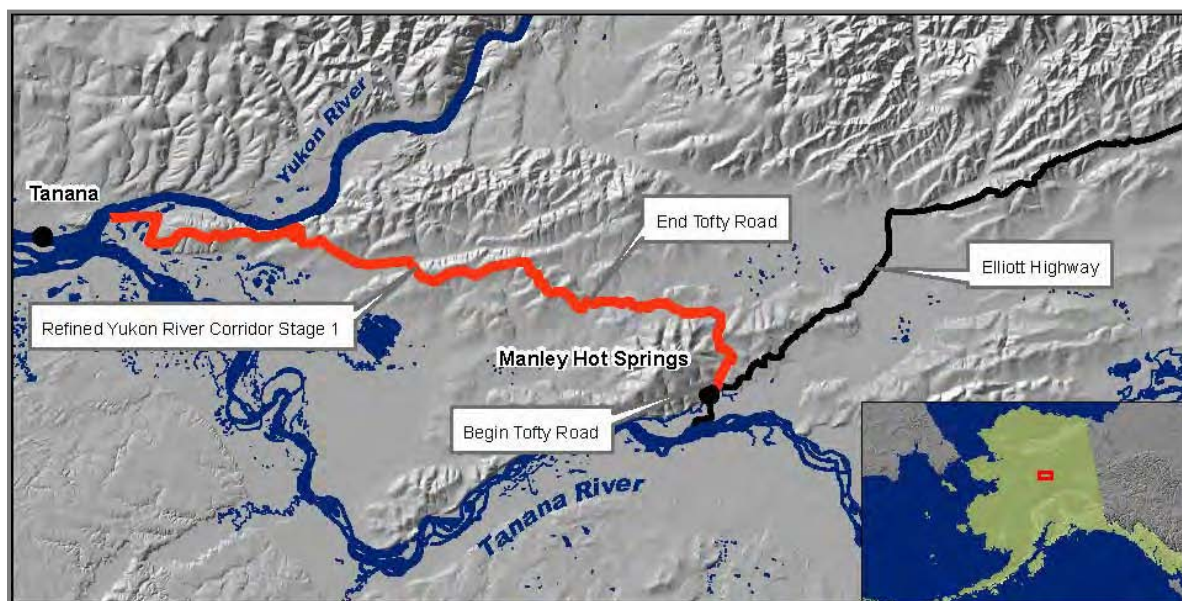 Yukon River
Tanana
End Tofty Road
Elliott Highway
Refined Yukon River Corridor Stage 1
Manley Hot Springs
Begin Tofty Road
Tanana River